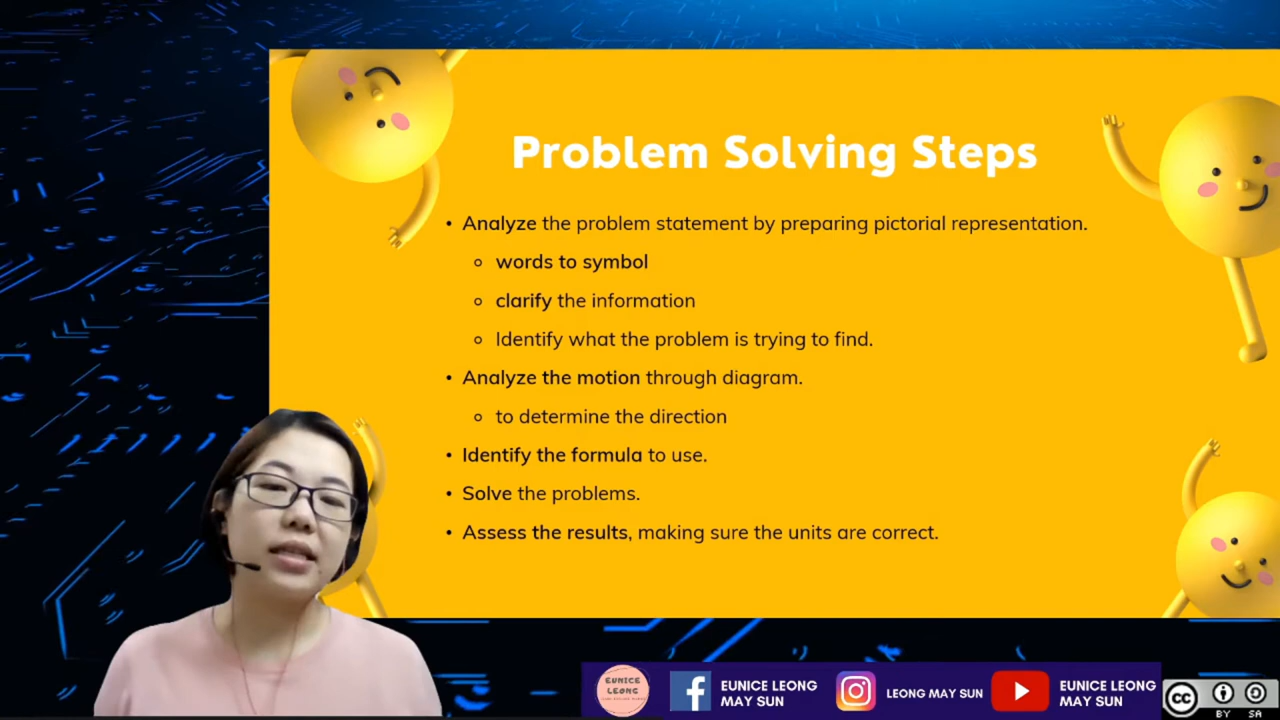 Problem Solving Steps
• Analyze the problem statement by preparing pictorial representation.
◦ words to symbol
◦ clarify the information
◦ Identify what the problem is trying to find.
• Analyze the motion through diagram.
◦ to determine the direction
• Identify the formula to use.
• Solve the problems.
• Assess the results, making sure the units are correct.
EUNICE
LEONG
EUNICE LEONG
MAY SUN
LEONG MAY SUN
EUNICE LEONG
MAY SUN
cc
BY SA